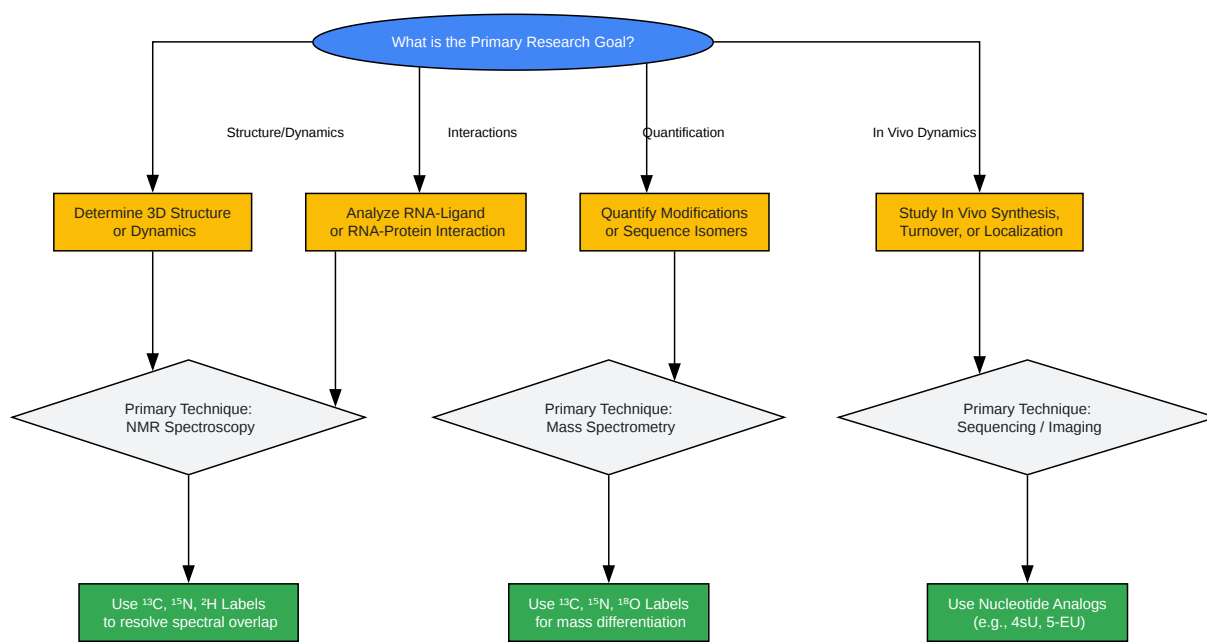 What is the Primary Research Goal?
Structure/Dynamics
Interactions
Quantification
In Vivo Dynamics
Determine 3D Structure
or Dynamics
Analyze RNA-Ligand
or RNA-Protein Interaction
Quantify Modifications
or Sequence Isomers
Study In Vivo Synthesis,
Turnover, or Localization
Primary Technique:
NMR Spectroscopy
Primary Technique:
Mass Spectrometry
Primary Technique:
Sequencing / Imaging
Use ¹³C, ¹⁵N, ²H Labels
to resolve spectral overlap
Use ¹³C, ¹⁵N, ¹⁸O Labels
for mass differentiation
Use Nucleotide Analogs
(e.g., 4sU, 5-EU)